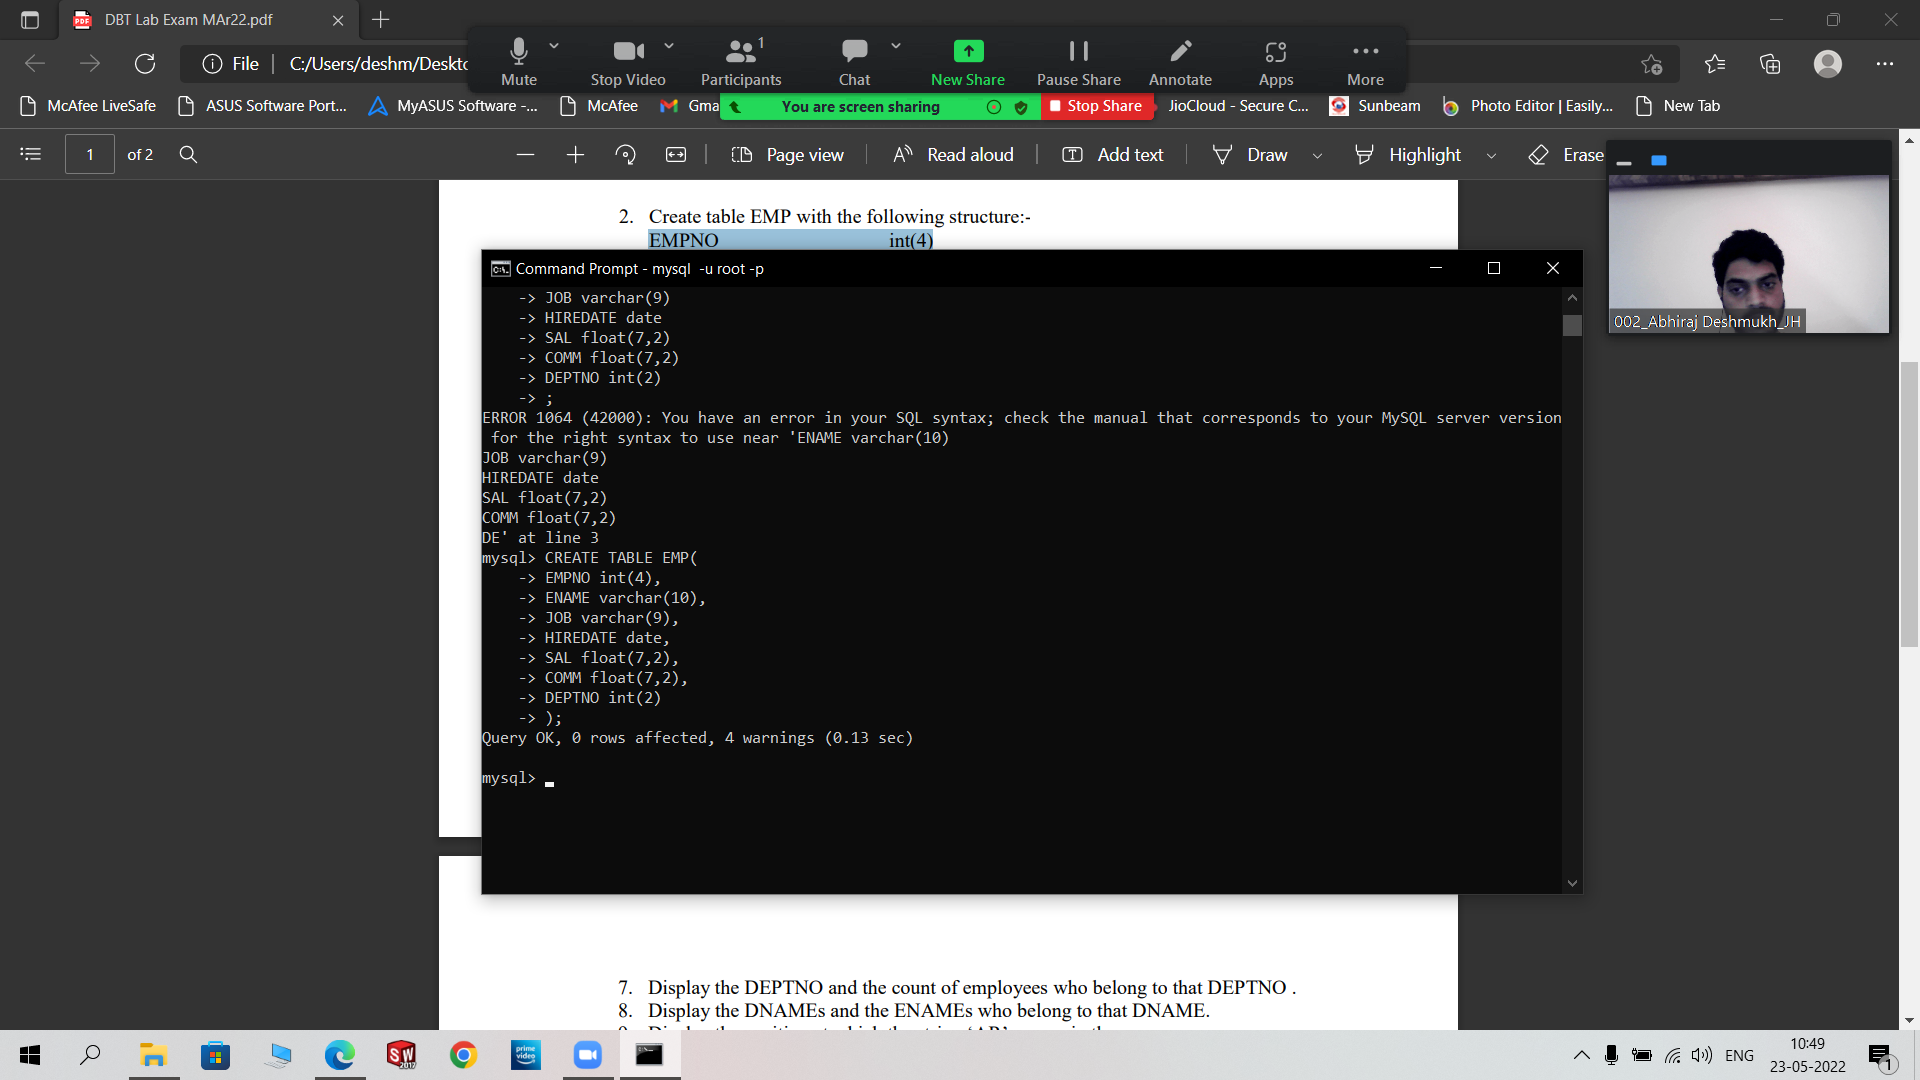 DBT Lab Exam MAr22.pdf
File
C:/Users/deshm/Deskto
Mute
Stop Video
1
Participants
Chat
New Share
Pause Share
Annotate
Apps
More
McAfee LiveSafe
ASUS Software Port...
MyASUS Software -...
McAfee
Gma
You are screen sharing
Stop Share
JioCloud - Secure C...
Sunbeam
Photo Editor | Easily...
New Tab
1
of 2
Page view
Read aloud
Add text
Draw
Highlight
Erase
002_Abhiraj Deshmukh_JH
2. Create table EMP with the following structure:-
EMPNO int(4)
Command Prompt - mysql -u root -p
-> JOB varchar(9)
-> HIREDATE date
-> SAL float(7,2)
-> COMM float(7,2)
-> DEPTNO int(2)
-> ;
ERROR 1064 (42000): You have an error in your SQL syntax; check the manual that corresponds to your MySQL server version
for the right syntax to use near 'ENAME varchar(10)
JOB varchar(9)
HIREDATE date
SAL float(7,2)
COMM float(7,2)
DE' at line 3
mysql> CREATE TABLE EMP(
-> EMPNO int(4),
-> ENAME varchar(10),
-> JOB varchar(9),
-> HIREDATE date,
-> SAL float(7,2),
-> COMM float(7,2),
-> DEPTNO int(2)
-> );
Query OK, 0 rows affected, 4 warnings (0.13 sec)
mysql>
7. Display the DEPTNO and the count of employees who belong to that DEPTNO .
8. Display the DNAMEs and the ENAMEs who belong to that DNAME.
SW
2017
prime
video
ENG
10:49
23-05-2022
1